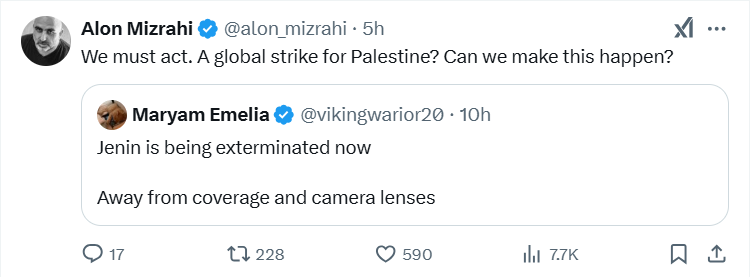 Alon Mizrahi @alon_mizrahi · 5h
We must act. A global strike for Palestine? Can we make this happen?
Maryam Emelia @vikingwarior20 · 10h
Jenin is being exterminated now
Away from coverage and camera lenses
17 228 590 7.7K